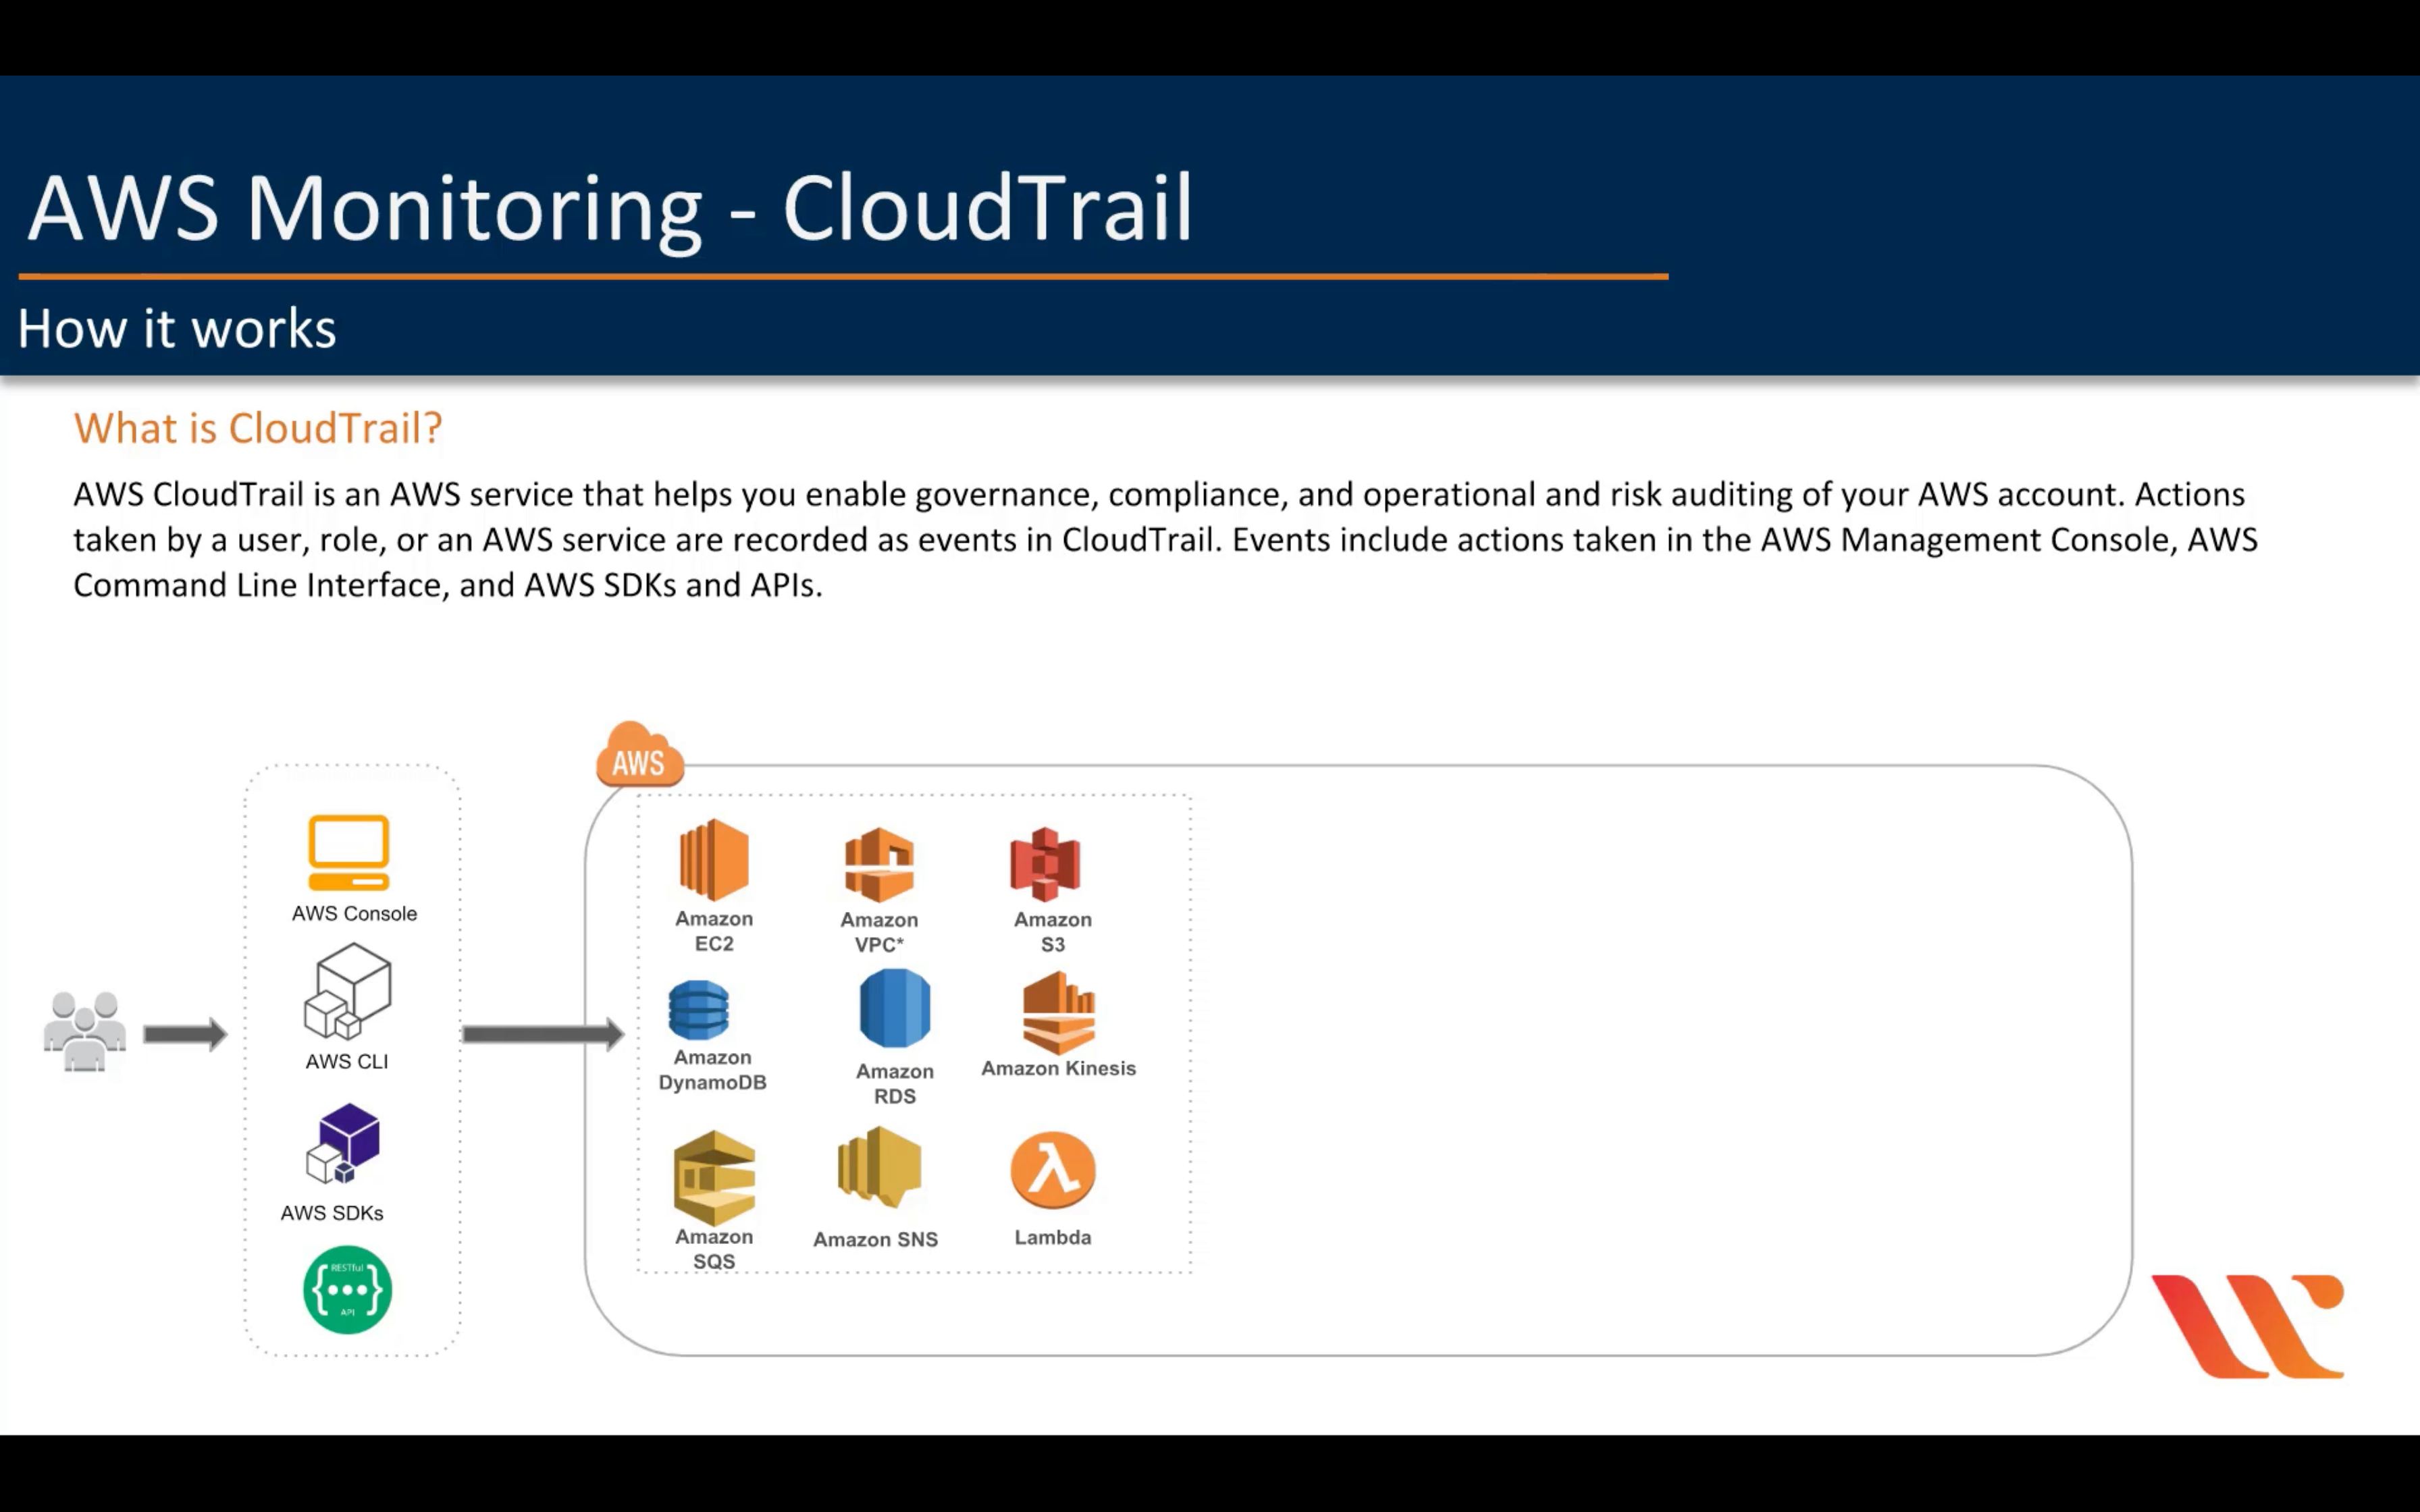 AWS Monitoring - CloudTrail
How it works
What is CloudTrail?
AWS CloudTrail is an AWS service that helps you enable governance, compliance, and operational and risk auditing of your AWS account. Actions
taken by a user, role, or an AWS service are recorded as events in CloudTrail. Events include actions taken in the AWS Management Console, AWS
Command Line Interface, and AWS SDKs and APIs.
AWS Console
AWS CLI
AWS SDKs
RESTful
API
AWS
Amazon
EC2
Amazon
VPC*
Amazon
S3
Amazon
DynamoDB
Amazon
RDS
Amazon Kinesis
Amazon
SQS
Amazon SNS
Lambda